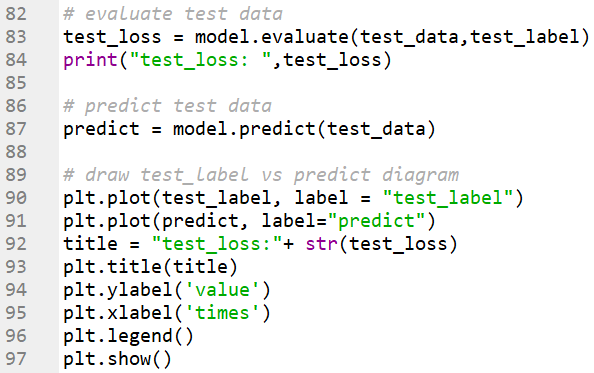 82 # evaluate test data
83 test_loss = model.evaluate(test_data,test_label)
84 print("test_loss: ",test_loss)
85
86 # predict test data
87 predict = model.predict(test_data)
88
89 # draw test_label vs predict diagram
90 plt.plot(test_label, label = "test_label")
91 plt.plot(predict, label="predict")
92 title = "test_loss:"+ str(test_loss)
93 plt.title(title)
94 plt.ylabel('value')
95 plt.xlabel('times')
96 plt.legend()
97 plt.show()